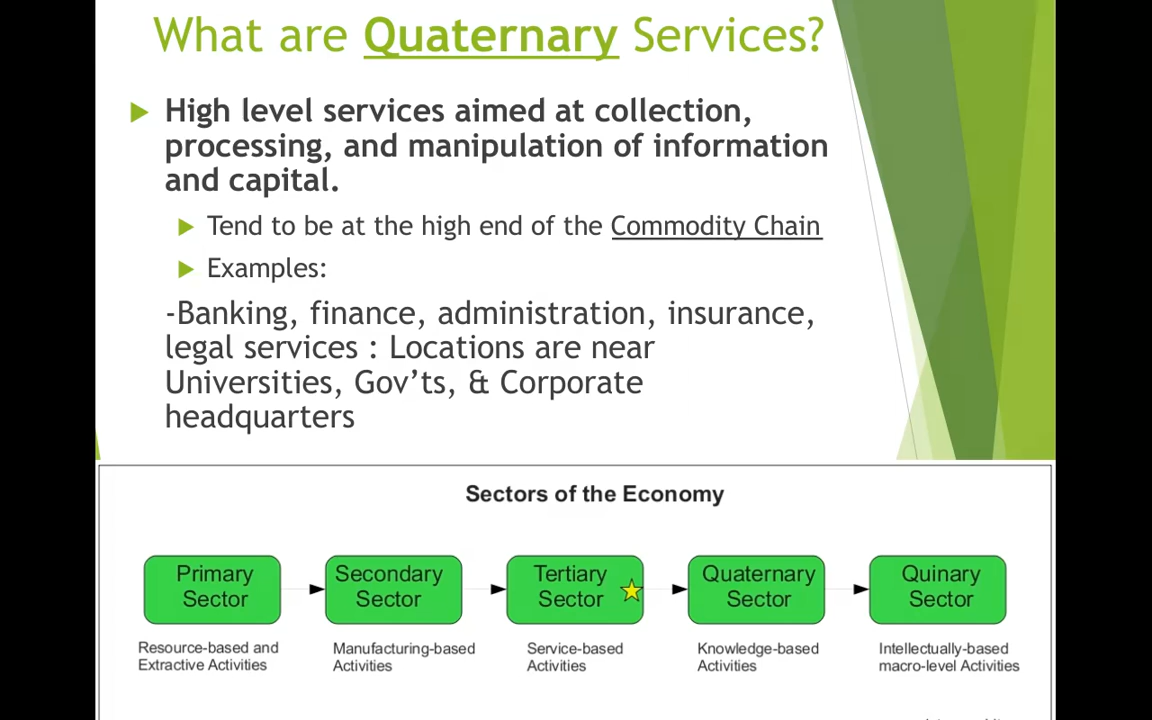 What are Quaternary Services?
High level services aimed at collection,
processing, and manipulation of information
and capital.
Tend to be at the high end of the Commodity Chain
Examples:
-Banking, finance, administration, insurance,
legal services : Locations are near
Universities, Gov'ts, & Corporate
headquarters
Sectors of the Economy
Primary Sector
Secondary Sector
Tertiary Sector
Quaternary Sector
Quinary Sector
Resource-based and Extractive Activities
Manufacturing-based Activities
Service-based Activities
Knowledge-based Activities
Intellectually-based macro-level Activities